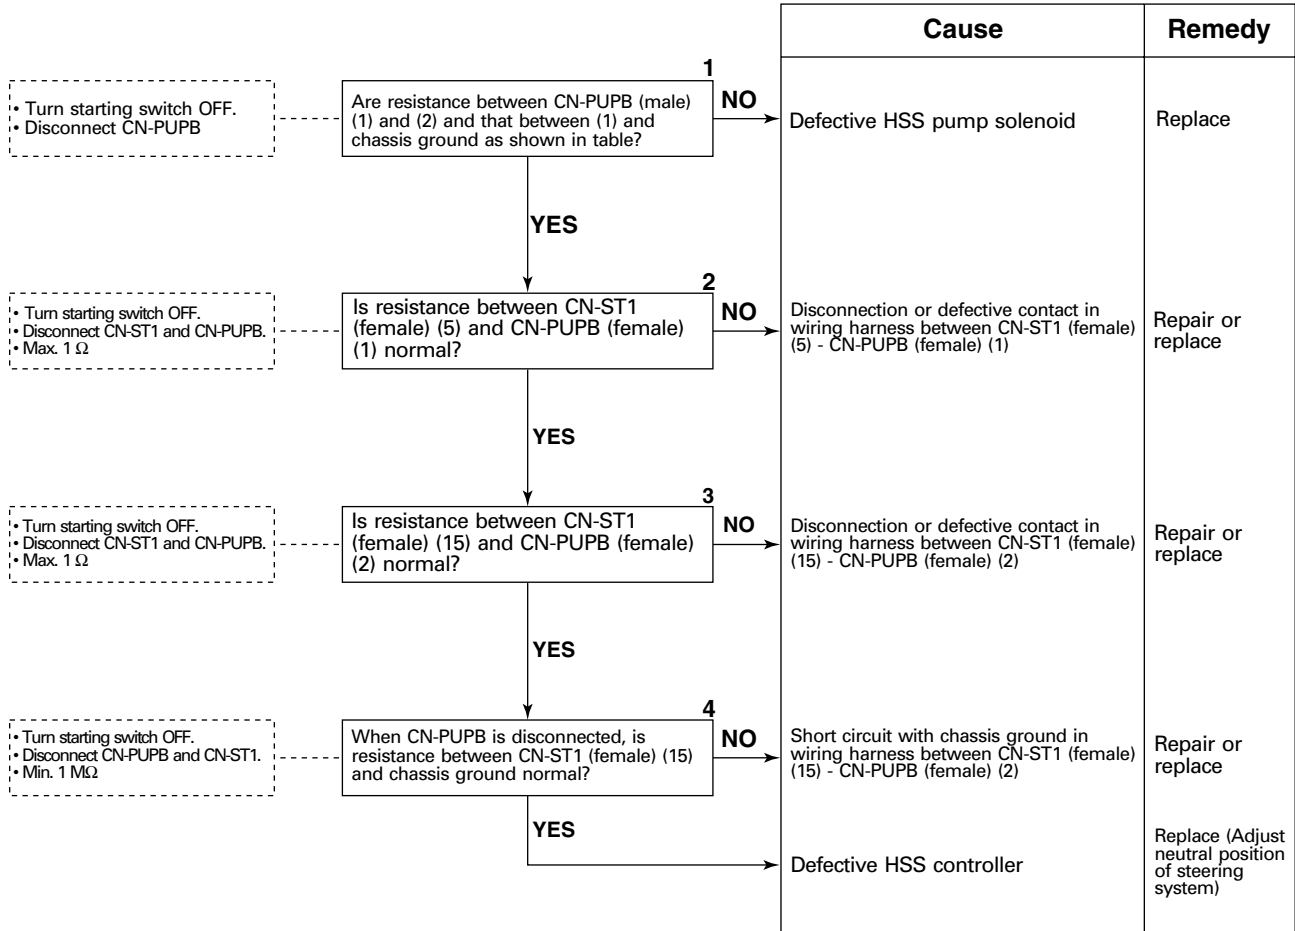 Cause
Remedy
1
• Turn starting switch OFF.
• Disconnect CN-PUPB
Are resistance between CN-PUPB (male)
(1) and (2) and that between (1) and
chassis ground as shown in table?
NO
Defective HSS pump solenoid
Replace
YES
2
• Turn starting switch OFF.
• Disconnect CN-ST1 and CN-PUPB.
• Max. 1 Ω
Is resistance between CN-ST1
(female) (5) and CN-PUPB (female)
(1) normal?
NO
Disconnection or defective contact in
wiring harness between CN-ST1 (female)
(5) - CN-PUPB (female) (1)
Repair or
replace
YES
3
• Turn starting switch OFF.
• Disconnect CN-ST1 and CN-PUPB.
• Max. 1 Ω
Is resistance between CN-ST1
(female) (15) and CN-PUPB (female)
(2) normal?
NO
Disconnection or defective contact in
wiring harness between CN-ST1 (female)
(15) - CN-PUPB (female) (2)
Repair or
replace
YES
4
• Turn starting switch OFF.
• Disconnect CN-PUPB and CN-ST1.
• Min. 1 MΩ
When CN-PUPB is disconnected, is
resistance between CN-ST1 (female) (15)
and chassis ground normal?
NO
Short circuit with chassis ground in
wiring harness between CN-ST1 (female)
(15) - CN-PUPB (female) (2)
Repair or
replace
YES
Defective HSS controller
Replace (Adjust
neutral position
of steering
system)